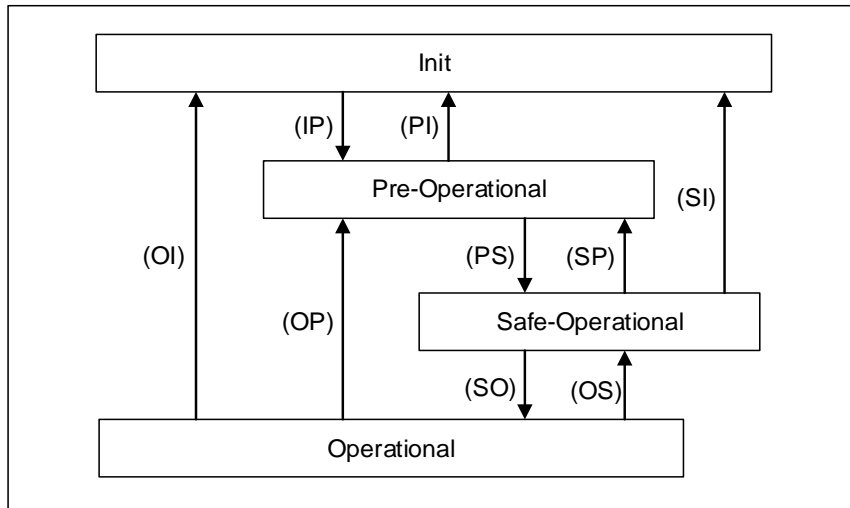 Init
(IP)
(PI)
Pre-Operational
(SI)
(OI)
(PS)
(SP)
(OP)
Safe-Operational
(SO)
(OS)
Operational